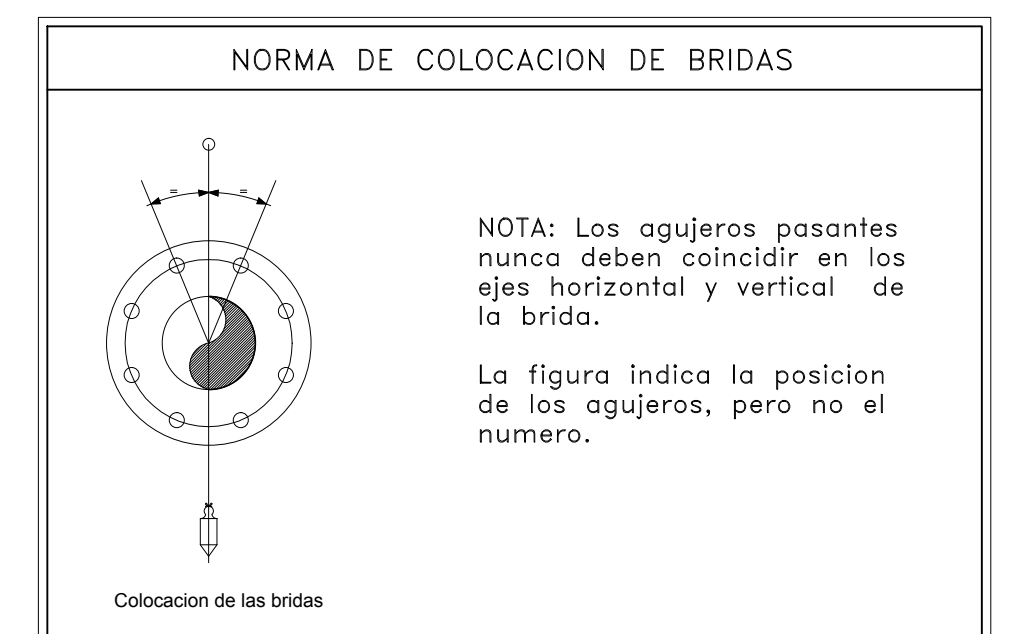 NORMA DE COLOCACION DE BRIDAS
= =
NOTA: Los agujeros pasantes
nunca deben coincidir en los
ejes horizontal y vertical de
la brida.
La figura indica la posicion
de los agujeros, pero no el
numero.
Colocacion de las bridas